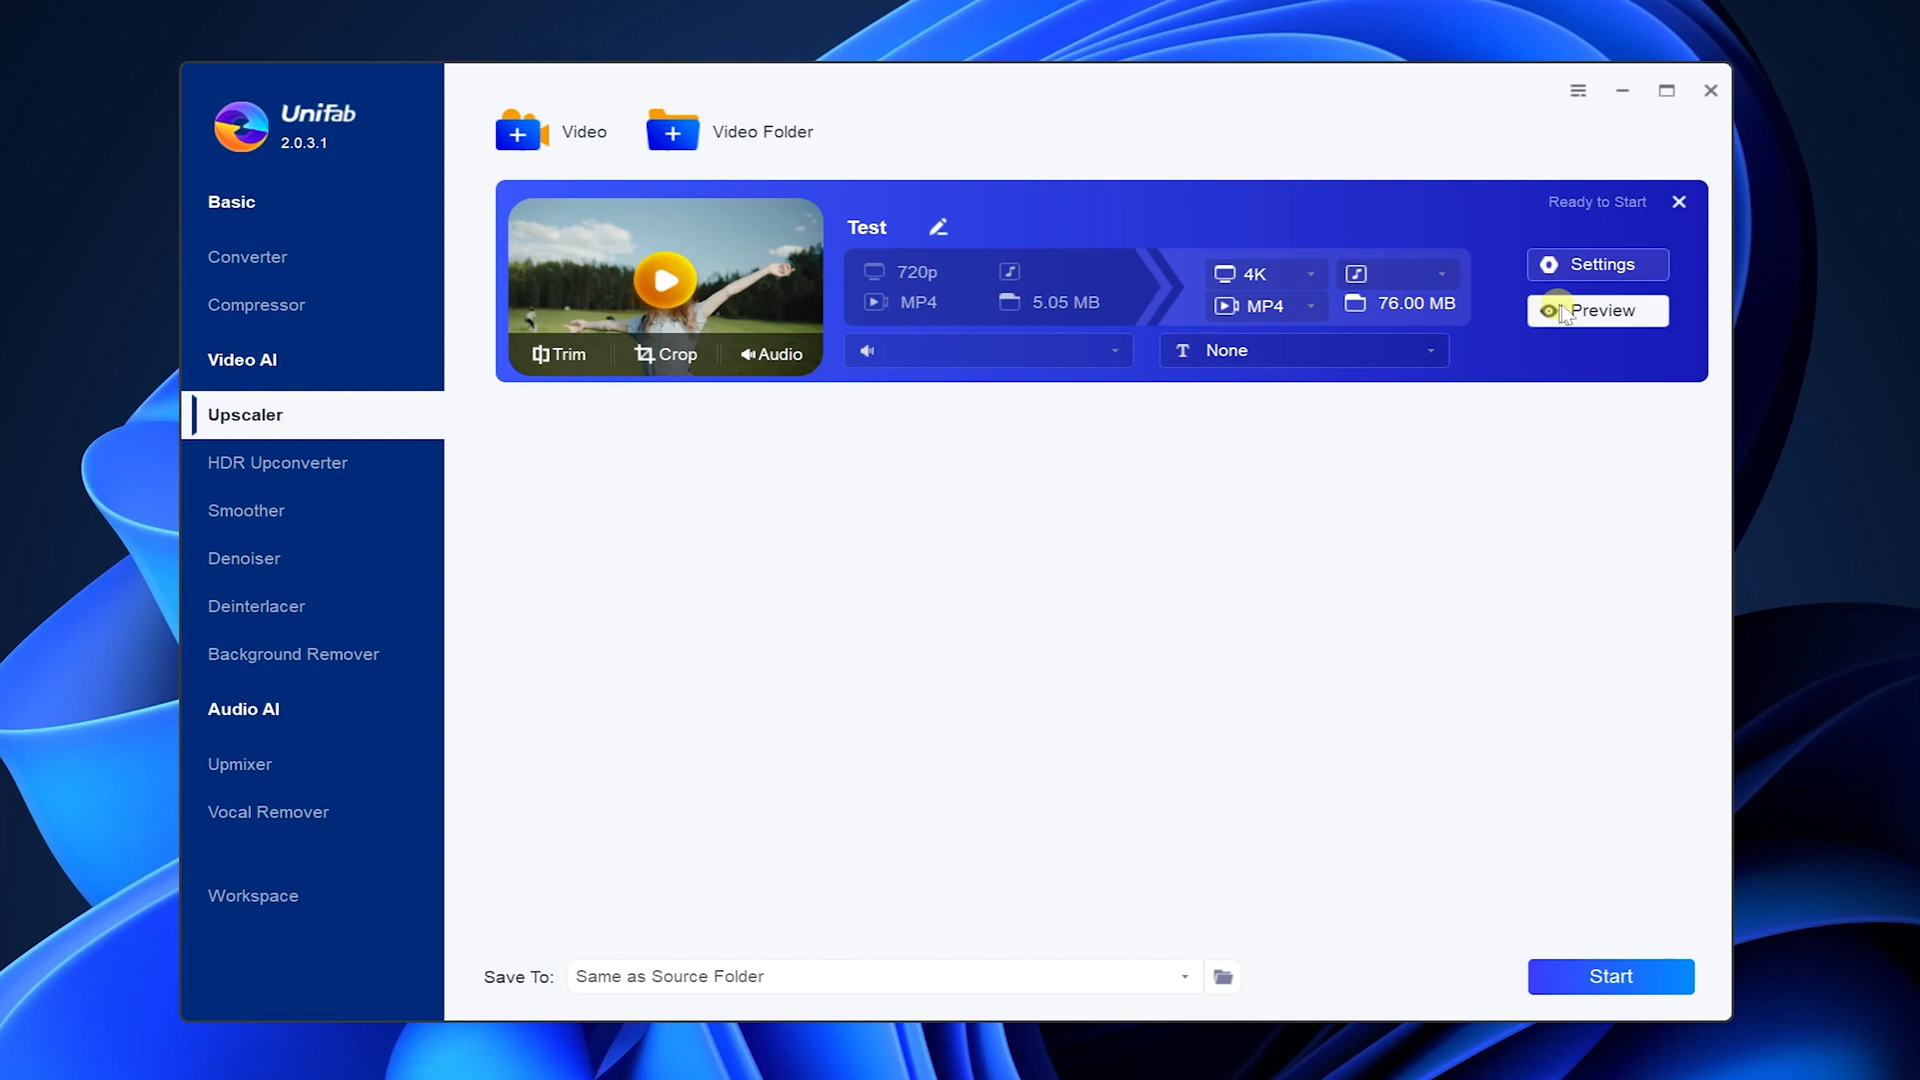 UniFab
2.0.3.1
Basic
Converter
Compressor
Video AI
Upscaler
HDR Upconverter
Smoother
Denoiser
Deinterlacer
Background Remover
Audio AI
Upmixer
Vocal Remover
Workspace
Video
Video Folder
Ready to Start
Test
720p
MP4
5.05 MB
4K
MP4
76.00 MB
Settings
Preview
Trim
Crop
Audio
None
Save To:
Same as Source Folder
Start